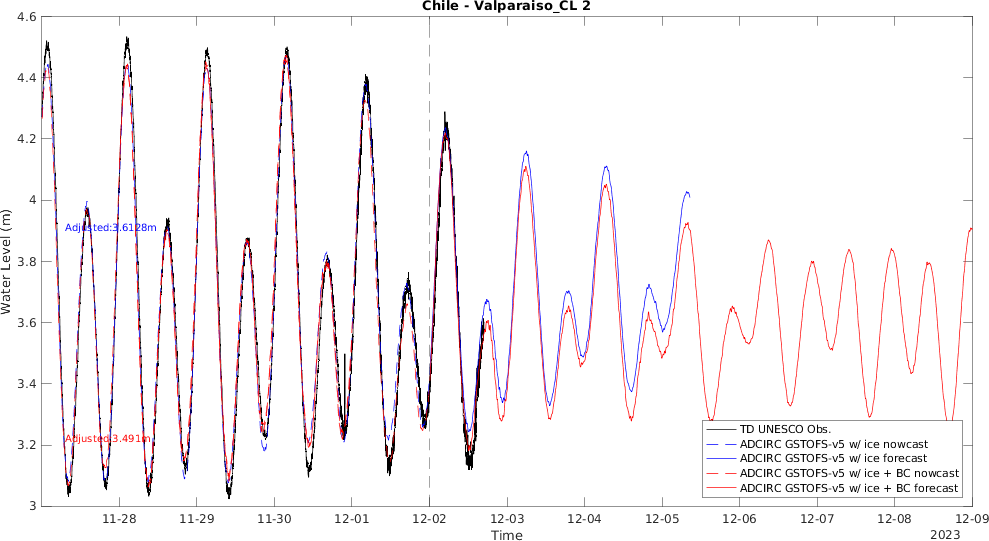 Chile - Valparaiso_CL 2
4.6
4.4
4.2
4
3.8
3.6
3.4
3.2
3
Water Level (m)
Adjusted:3.6128m
Adjusted:3.491m
TD UNESCO Obs.
ADCIRC GSTOFS-v5 w/ ice nowcast
ADCIRC GSTOFS-v5 w/ ice forecast
ADCIRC GSTOFS-v5 w/ ice + BC nowcast
ADCIRC GSTOFS-v5 w/ ice + BC forecast
11-28 11-29 11-30 12-01 12-02 12-03 12-04 12-05 12-06 12-07 12-08 12-09
Time
2023